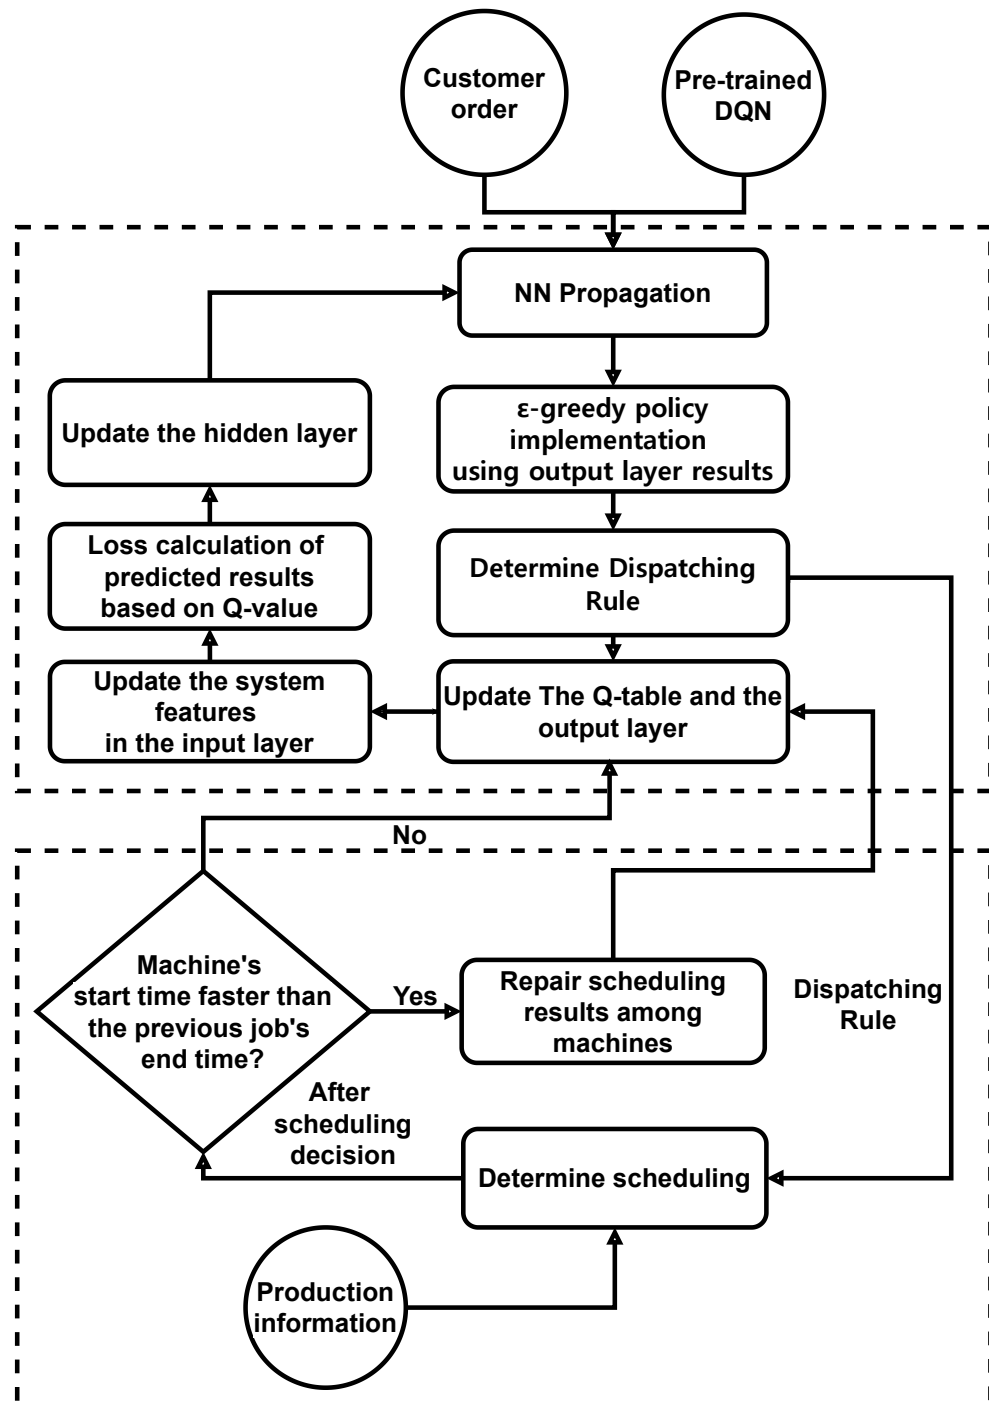 Customer
order
Pre-trained
DQN
NN Propagation
ε-greedy policy
implementation
using output layer results
Update the hidden layer
Loss calculation of
predicted results
based on Q-value
Determine Dispatching
Rule
Update the system
features
in the input layer
Update The Q-table and the
output layer
No
Machine's
start time faster than
the previous job's
end time?
Yes
Repair scheduling
results among
machines
Dispatching
Rule
After
scheduling
decision
Determine scheduling
Production
information